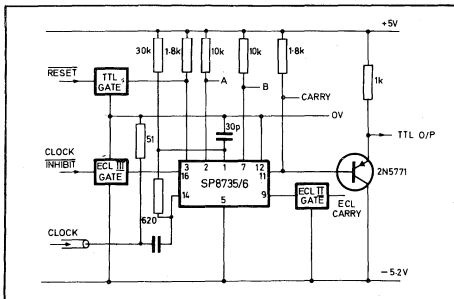 +5V
30k
1·8k
10k
10k
1·8k
1k
RESET
TTL GATE
A
B
CARRY
0V
30p
TTL O/P
51
CLOCK
INHIBIT
ECL III GATE
3 2 1 7 12
16 11
SP8735/6
14 9
5
2N5771
ECL II GATE
ECL CARRY
620
CLOCK
-5·2V